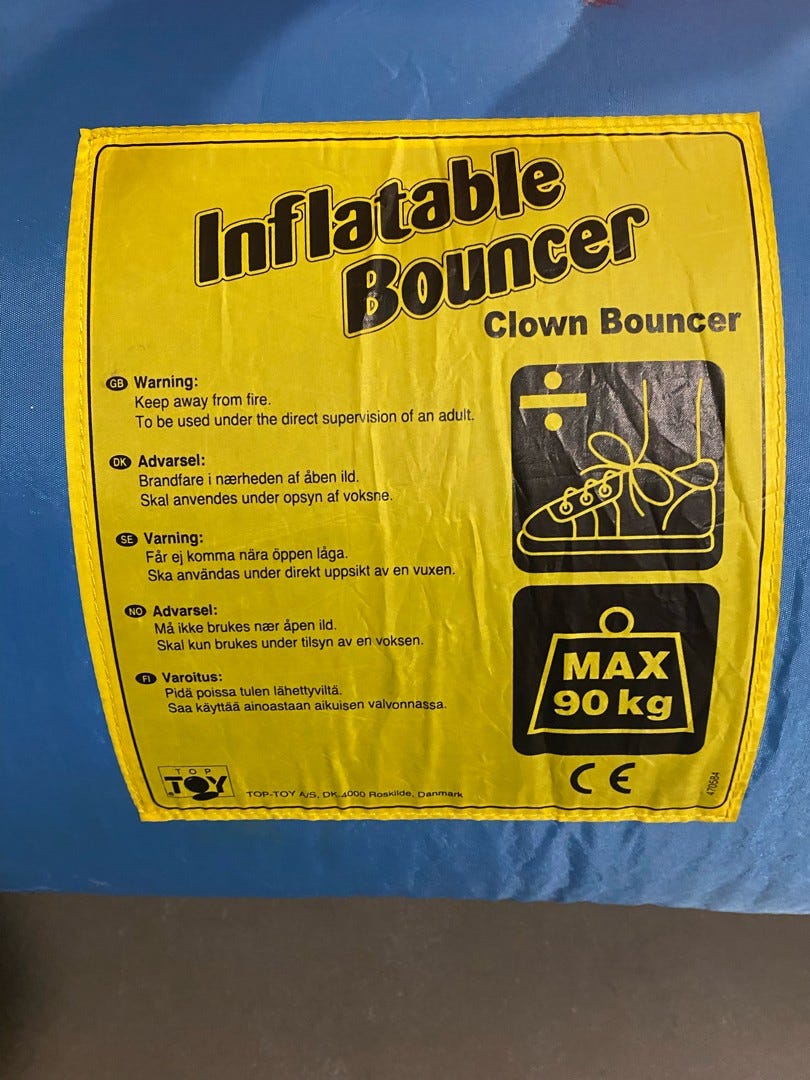 Inflatable
Bouncer
Clown Bouncer
GB Warning:
Keep away from fire.
To be used under the direct supervision of an adult.
DK Advarsel:
Brandfare i nærheden af åben ild.
Skal anvendes under opsyn af voksne.
SE Varning:
Får ej komma nära öppen låga.
Ska användas under direkt uppsikt av en vuxen.
NO Advarsel:
Må ikke brukes nær åpen ild.
Skal kun brukes under tilsyn av en voksen.
FI Varoitus:
Pidä poissa tulen lähettyviltä.
Saa käyttää ainoastaan aikuisen valvonnassa.
MAX
90 kg
TOP
TOY
TOP-TOY A/S, DK-4000 Roskilde, Danmark
CE
470584